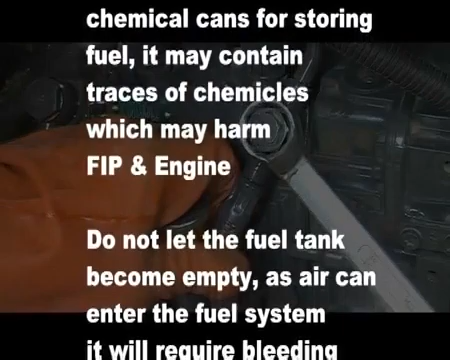 chemical cans for storing
fuel, it may contain
traces of chemicles
which may harm
FIP & Engine
Do not let the fuel tank
become empty, as air can
enter the fuel system
it will require bleeding